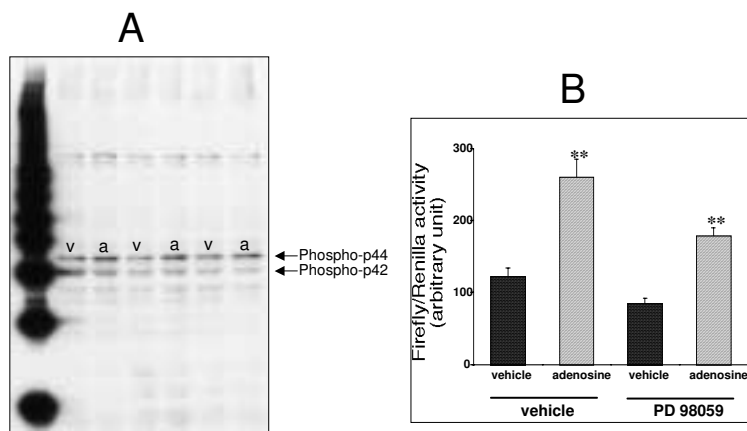 A
v a v a v a
Phospho-p44
Phospho-p42
B
Firefly/Renilla activity
(arbitrary unit)
300
200
100
0
**
**
vehicle adenosine vehicle adenosine
vehicle PD 98059